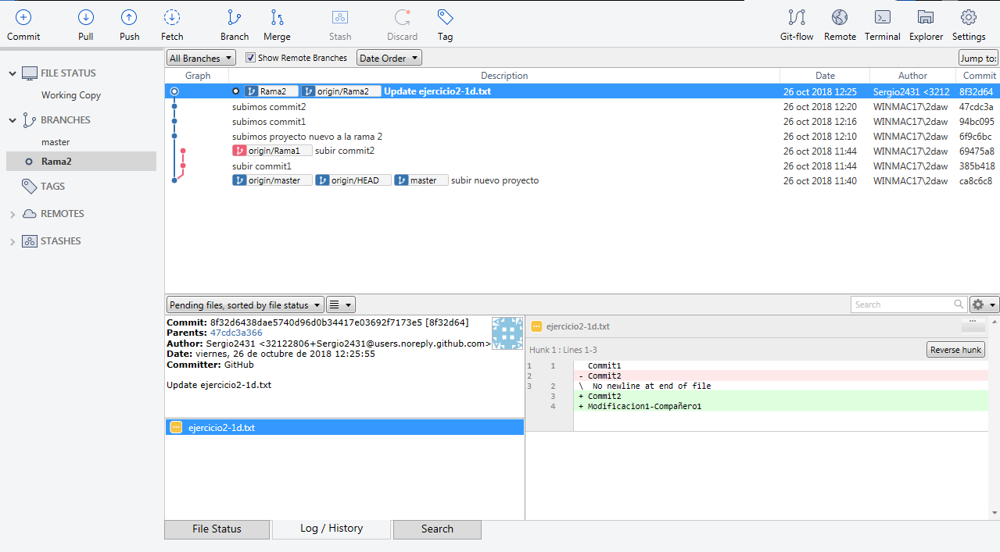 Commit Pull Push Fetch Branch Merge Stash Discard Tag Git-flow Remote Terminal Explorer Settings
All Branches Show Remote Branches Date Order Jump to:
FILE STATUS
Working Copy
BRANCHES
master
Rama2
TAGS
REMOTES
STASHES
Graph Description Date Author Commit
Rama2 origin/Rama2 Update ejercicio2-1d.txt 26 oct 2018 12:25 Sergio2431 <3212 8f32d64
subimos commit2 26 oct 2018 12:20 WINMAC17\2daw 47cdc3a
subimos commit1 26 oct 2018 12:16 WINMAC17\2daw 94bc095
subimos proyecto nuevo a la rama 2 26 oct 2018 12:10 WINMAC17\2daw 6f9c6bc
origin/Rama1 subir commit2 26 oct 2018 11:44 WINMAC17\2daw 69475a8
subir commit1 26 oct 2018 11:44 WINMAC17\2daw 385b418
origin/master origin/HEAD master subir nuevo proyecto 26 oct 2018 11:40 WINMAC17\2daw ca8c6c8
Pending files, sorted by file status Search
Commit: 8f32d6438dae5740d96d0b34417e03692f7173e5 [8f32d64]
Parents: 47cdc3a366
Author: Sergio2431 <32122806+Sergio2431@users.noreply.github.com>
Date: viernes, 26 de octubre de 2018 12:25:55
Committer: GitHub
Update ejercicio2-1d.txt
ejercicio2-1d.txt
ejercicio2-1d.txt
Hunk 1 : Lines 1-3 Reverse hunk
1 1 Commit1
2 - Commit2
3 2 \ No newline at end of file
3 + Commit2
4 + Modificacion1-Compañero1
File Status Log / History Search